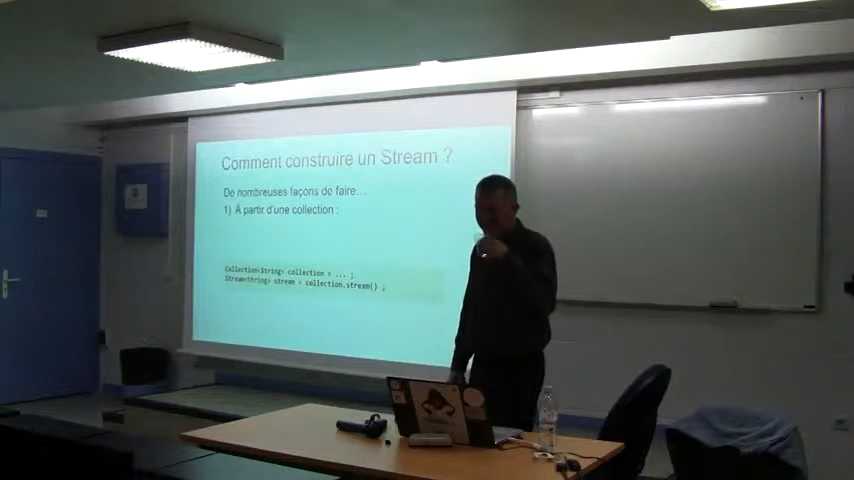 Comment construire un Stream ?
De nombreuses façons de faire…
1) À partir d'une collection :
Collection<String> collection = ... ;
Stream<String> stream = collection.stream() ;